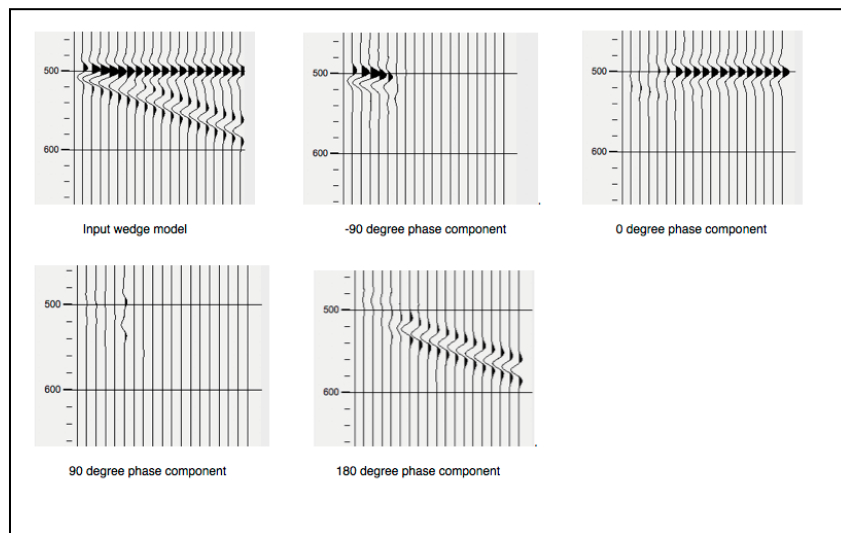 500
600
Input wedge model
500
600
-90 degree phase component
500
600
0 degree phase component
500
600
90 degree phase component
500
600
180 degree phase component